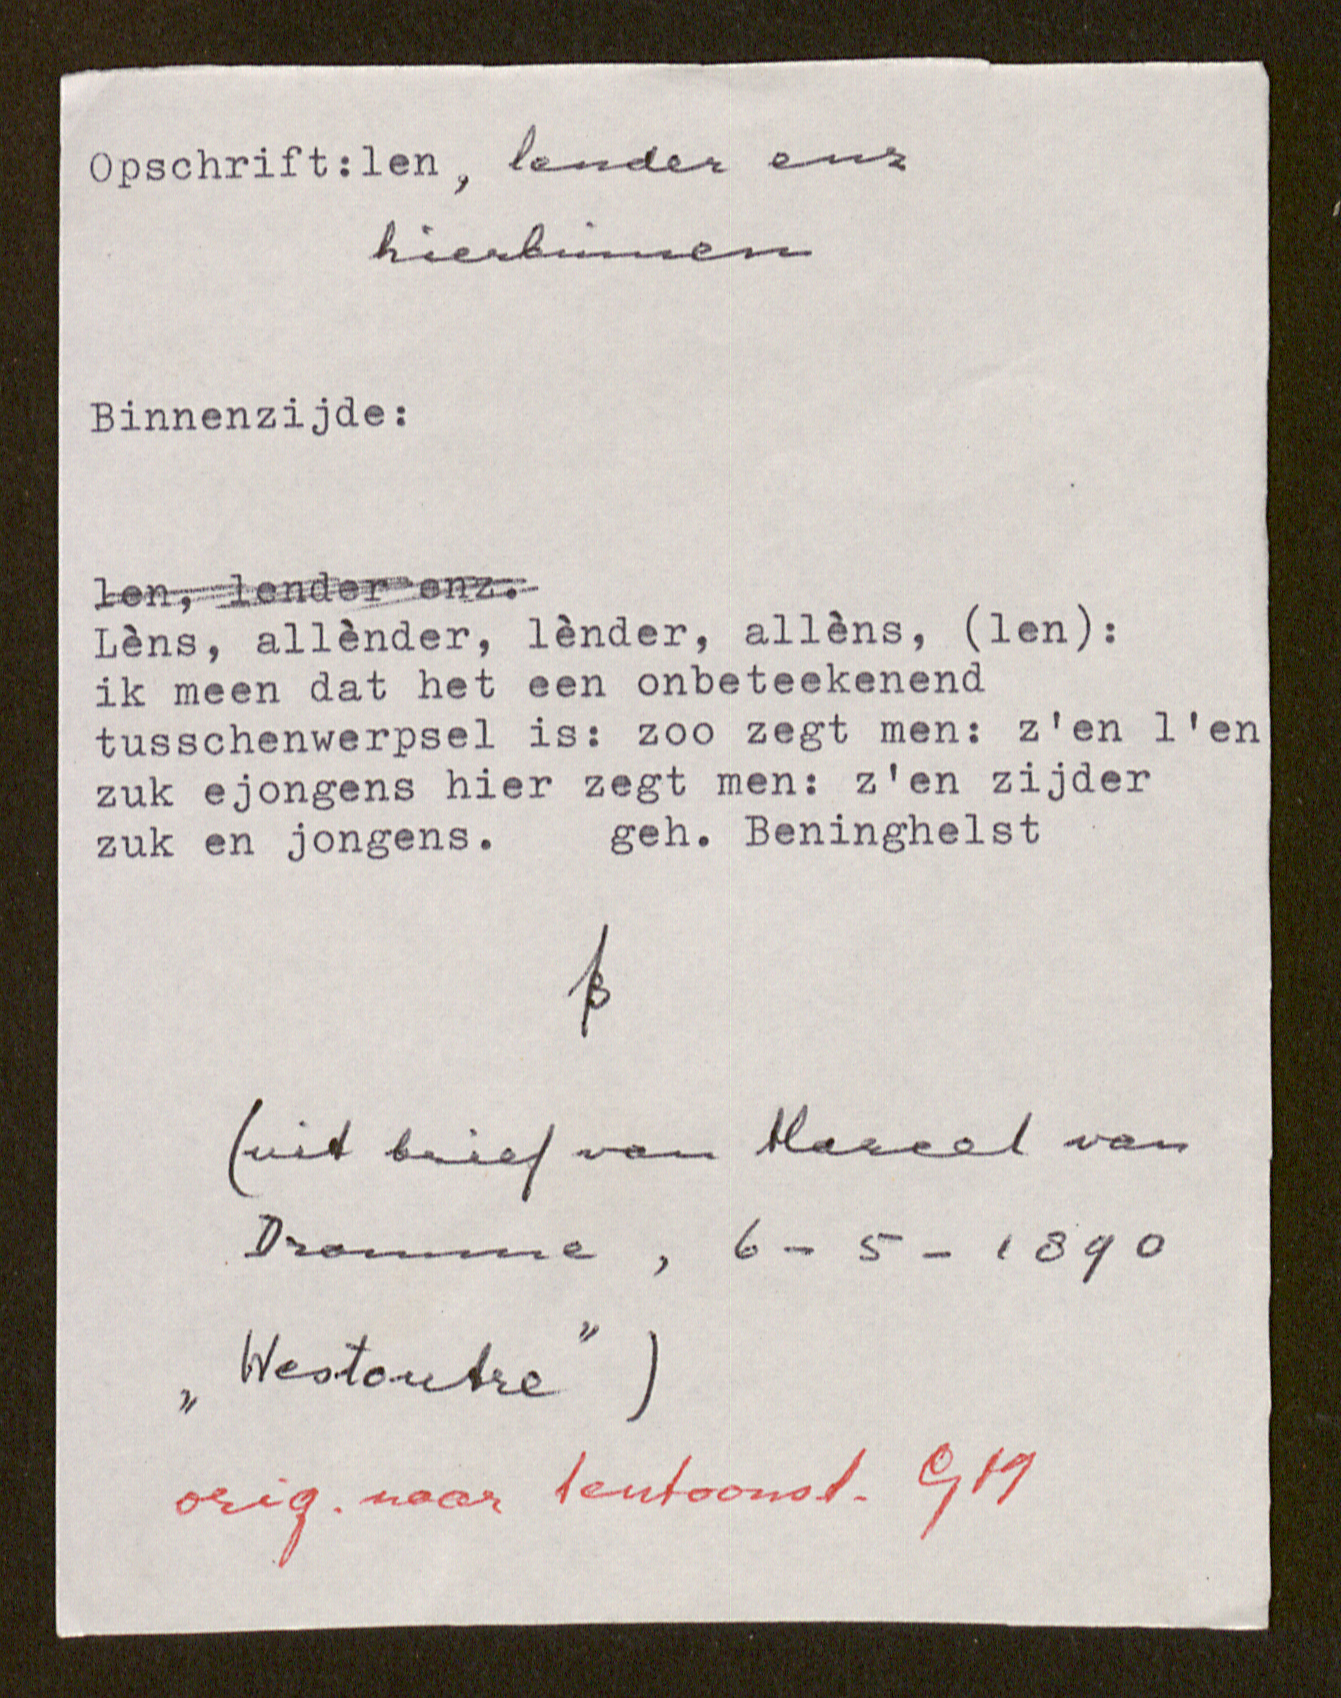 Opschrift:len, lender enz
hierbinnen
Binnenzijde:
len, lender enz.
Lèns, allènder, lènder, allèns, (len):
ik meen dat het een onbeteekenend
tusschenwerpsel is: zoo zegt men: z'en l'en
zuk ejongens hier zegt men: z'en zijder
zuk en jongens.    geh. Beninghelst
β
(uit brief van Marcel van
Dromme, 6-5-1890
„Westoutre")
orig. naar tentoonst.